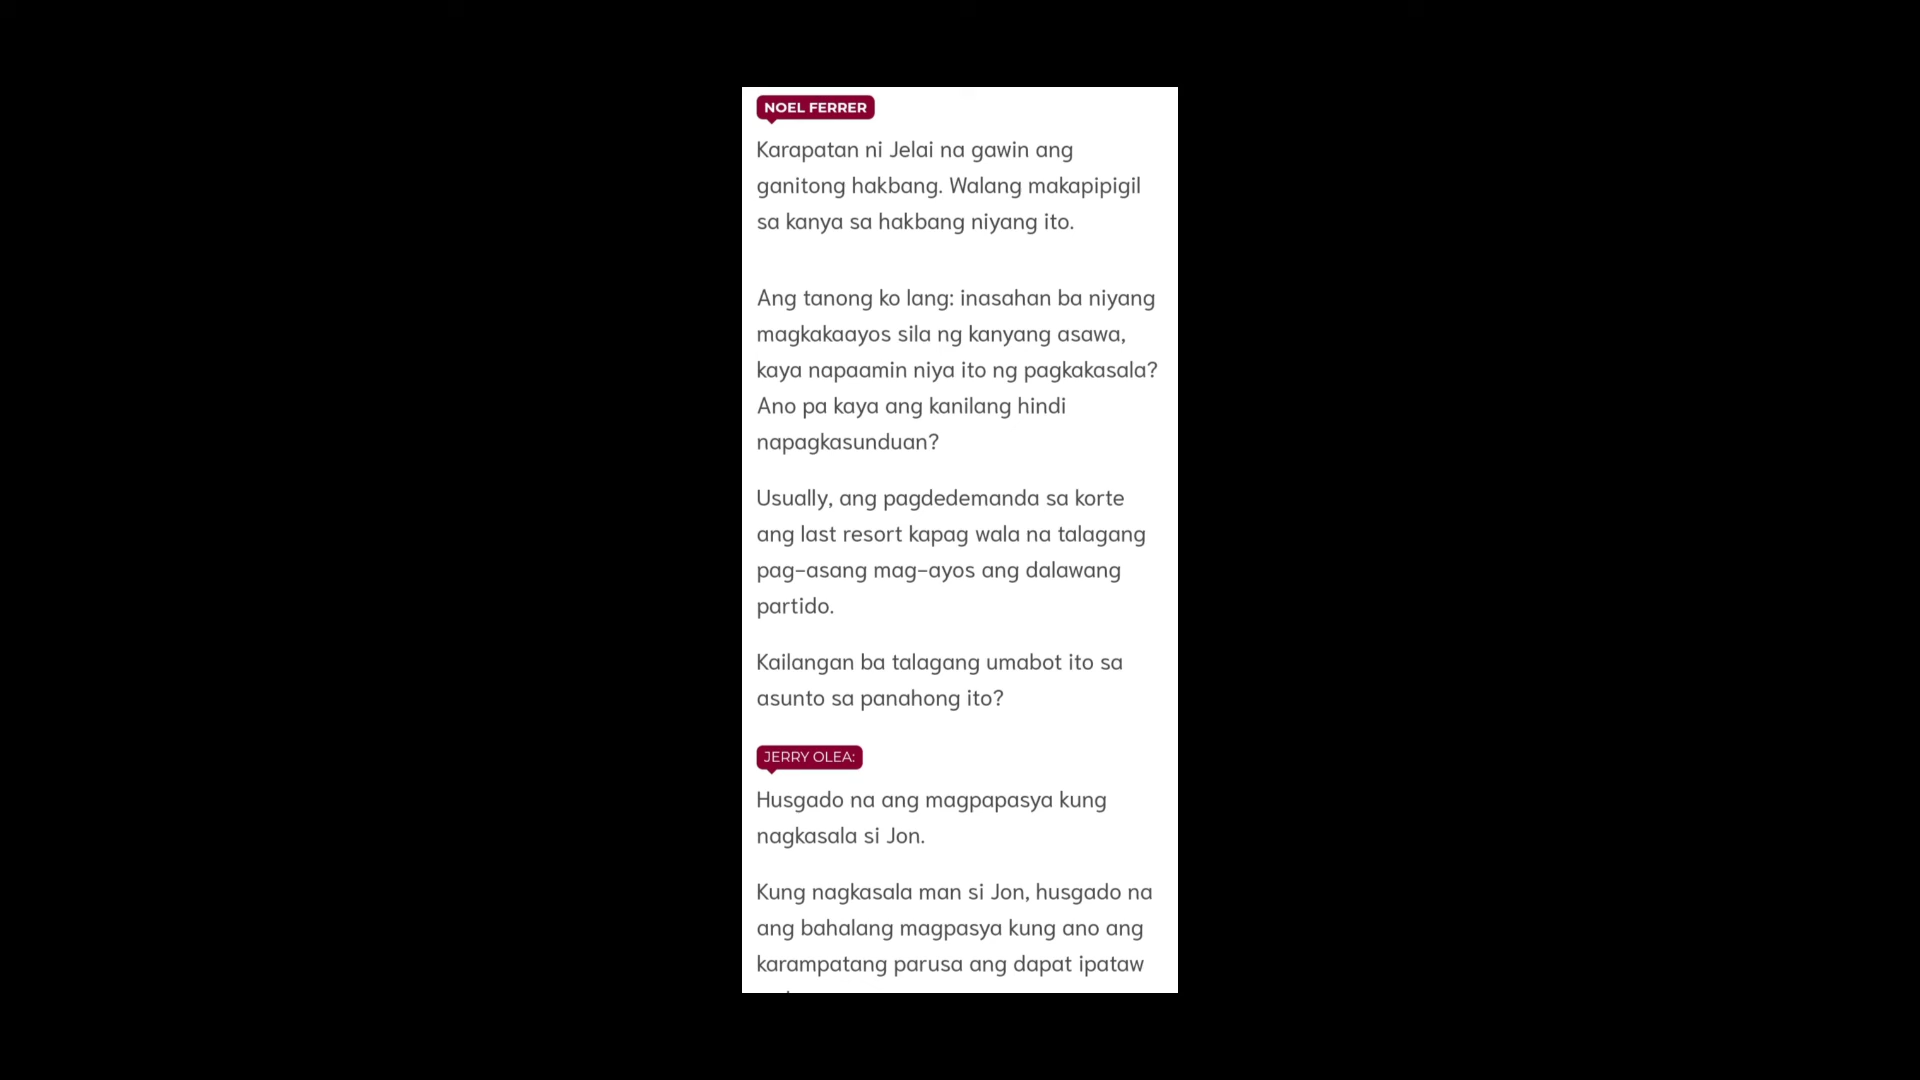 NOEL FERRER
Karapatan ni Jelai na gawin ang
ganitong hakbang. Walang makapipigil
sa kanya sa hakbang niyang ito.
Ang tanong ko lang: inasahan ba niyang
magkakaayos sila ng kanyang asawa,
kaya napaamin niya ito ng pagkakasala?
Ano pa kaya ang kanilang hindi
napagkasunduan?
Usually, ang pagdedemanda sa korte
ang last resort kapag wala na talagang
pag-asang mag-ayos ang dalawang
partido.
Kailangan ba talagang umabot ito sa
asunto sa panahong ito?
JERRY OLEA:
Husgado na ang magpapasya kung
nagkasala si Jon.
Kung nagkasala man si Jon, husgado na
ang bahalang magpasya kung ano ang
karampatang parusa ang dapat ipataw